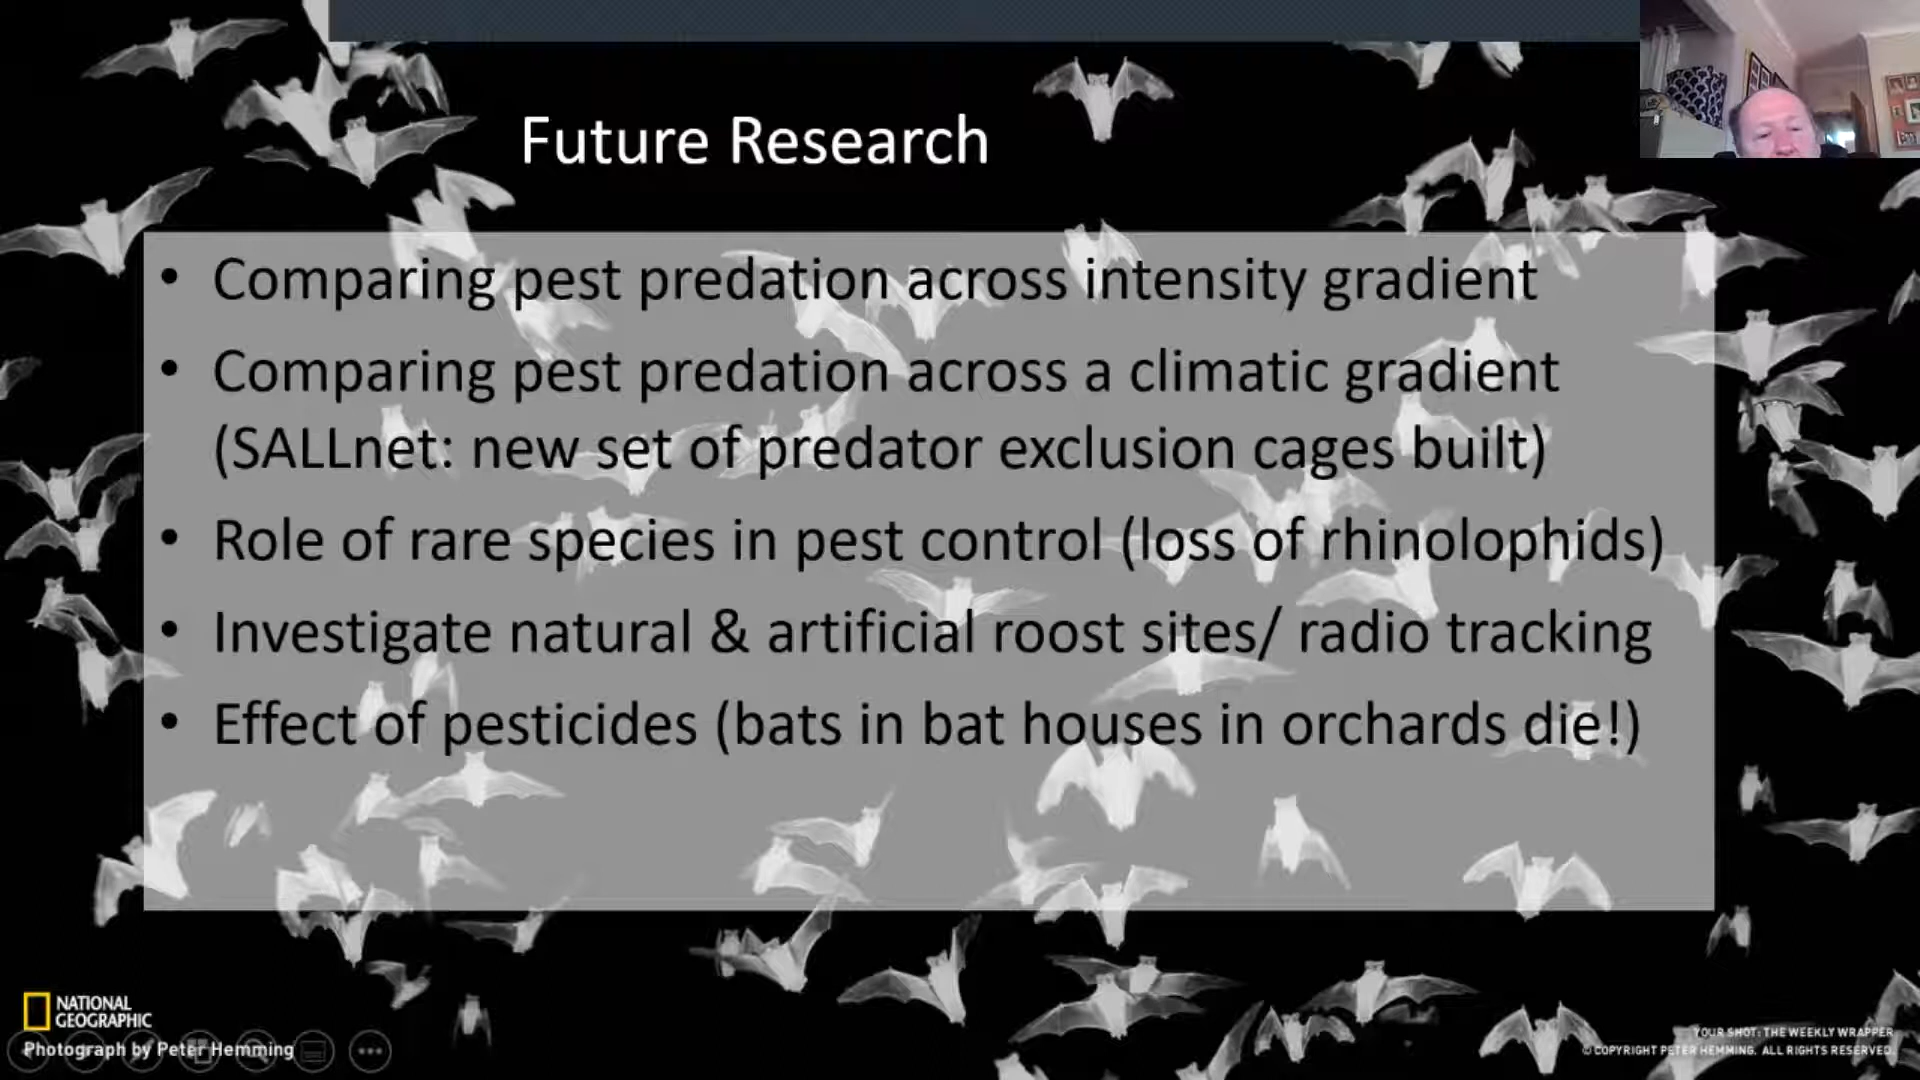 Future Research
• Comparing pest predation across intensity gradient
• Comparing pest predation across a climatic gradient
(SALLnet: new set of predator exclusion cages built)
• Role of rare species in pest control (loss of rhinolophids)
• Investigate natural & artificial roost sites/ radio tracking
• Effect of pesticides (bats in bat houses in orchards die!)
NATIONAL
GEOGRAPHIC
Photograph by Peter Hemming
YOUR SHOT: THE WEEKLY WRAPPER
© COPYRIGHT PETER HEMMING. ALL RIGHTS RESERVED.